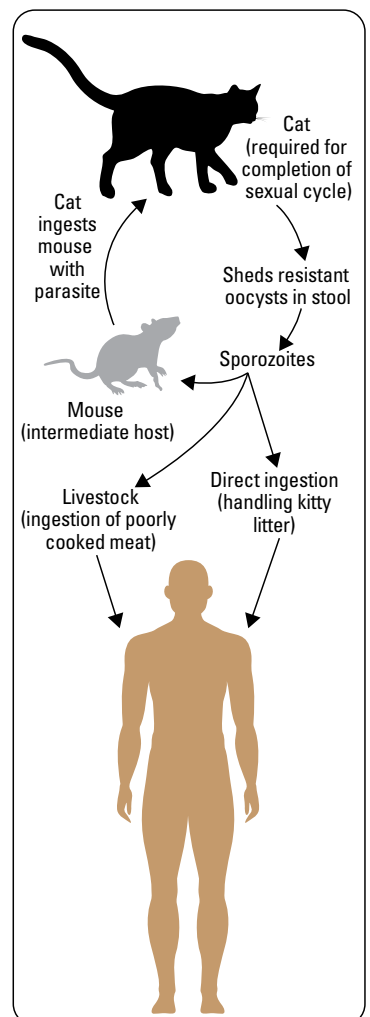 Cat
(required for
completion of
sexual cycle)
Cat
ingests
mouse
with
parasite
Sheds resistant
oocysts in stool
Sporozoites
Mouse
(intermediate host)
Livestock
(ingestion of poorly
cooked meat)
Direct ingestion
(handling kitty
litter)